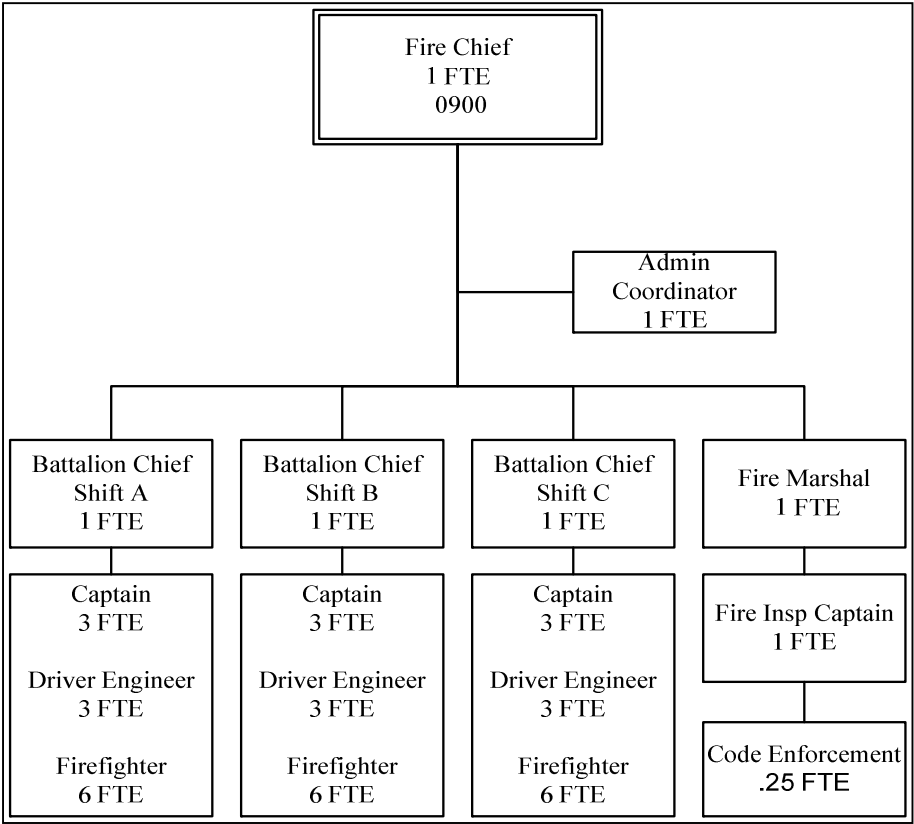 Fire Chief
1 FTE
0900
Admin
Coordinator
1 FTE
Battalion Chief
Shift A
1 FTE
Battalion Chief
Shift B
1 FTE
Battalion Chief
Shift C
1 FTE
Fire Marshal
1 FTE
Captain
3 FTE
Driver Engineer
3 FTE
Firefighter
6 FTE
Captain
3 FTE
Driver Engineer
3 FTE
Firefighter
6 FTE
Captain
3 FTE
Driver Engineer
3 FTE
Firefighter
6 FTE
Fire Insp Captain
1 FTE
Code Enforcement
.25 FTE